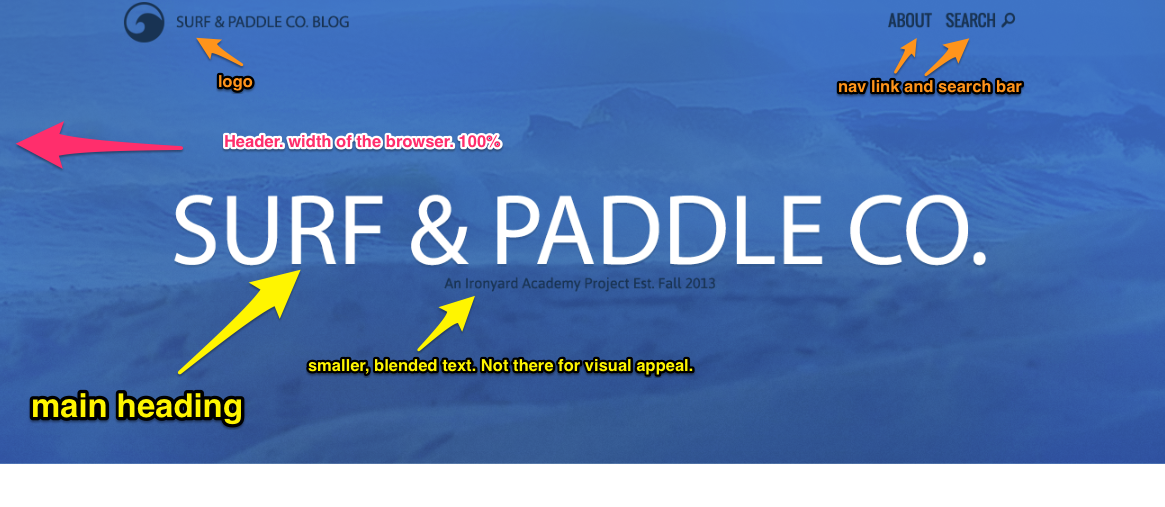 SURF & PADDLE CO. BLOG
ABOUT SEARCH
logo
nav link and search bar
Header. width of the browser. 100%
SURF & PADDLE CO.
An Ironyard Academy Project Est. Fall 2013
smaller, blended text. Not there for visual appeal.
main heading